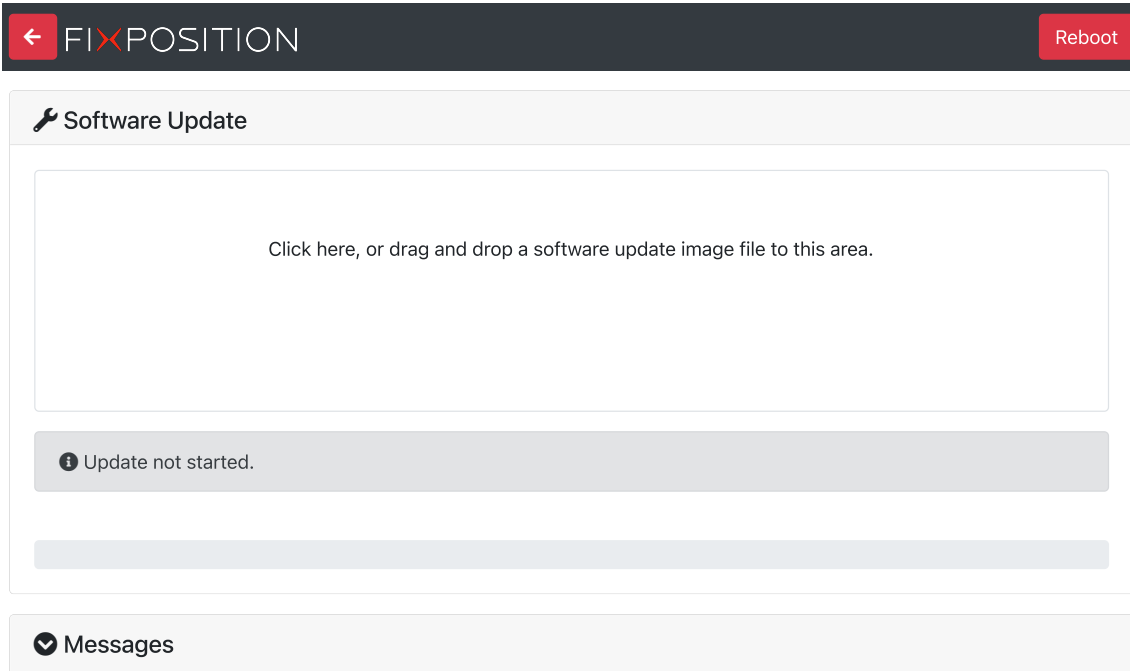 FIXPOSITION
Reboot
Software Update
Click here, or drag and drop a software update image file to this area.
Update not started.
Messages